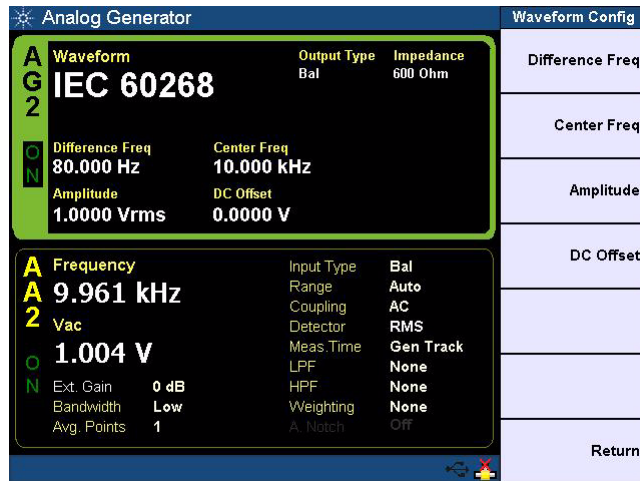 Analog Generator
Waveform Config
AG2
ON
Waveform
IEC 60268
Output Type
Bal
Impedance
600 Ohm
Difference Freq
80.000 Hz
Center Freq
10.000 kHz
Amplitude
1.0000 Vrms
DC Offset
0.0000 V
AA2
ON
Frequency
9.961 kHz
Vac
1.004 V
Ext. Gain 0 dB
Bandwidth Low
Avg. Points 1
Input Type Bal
Range Auto
Coupling AC
Detector RMS
Meas.Time Gen Track
LPF None
HPF None
Weighting None
A. Notch Off
Difference Freq
Center Freq
Amplitude
DC Offset
Return